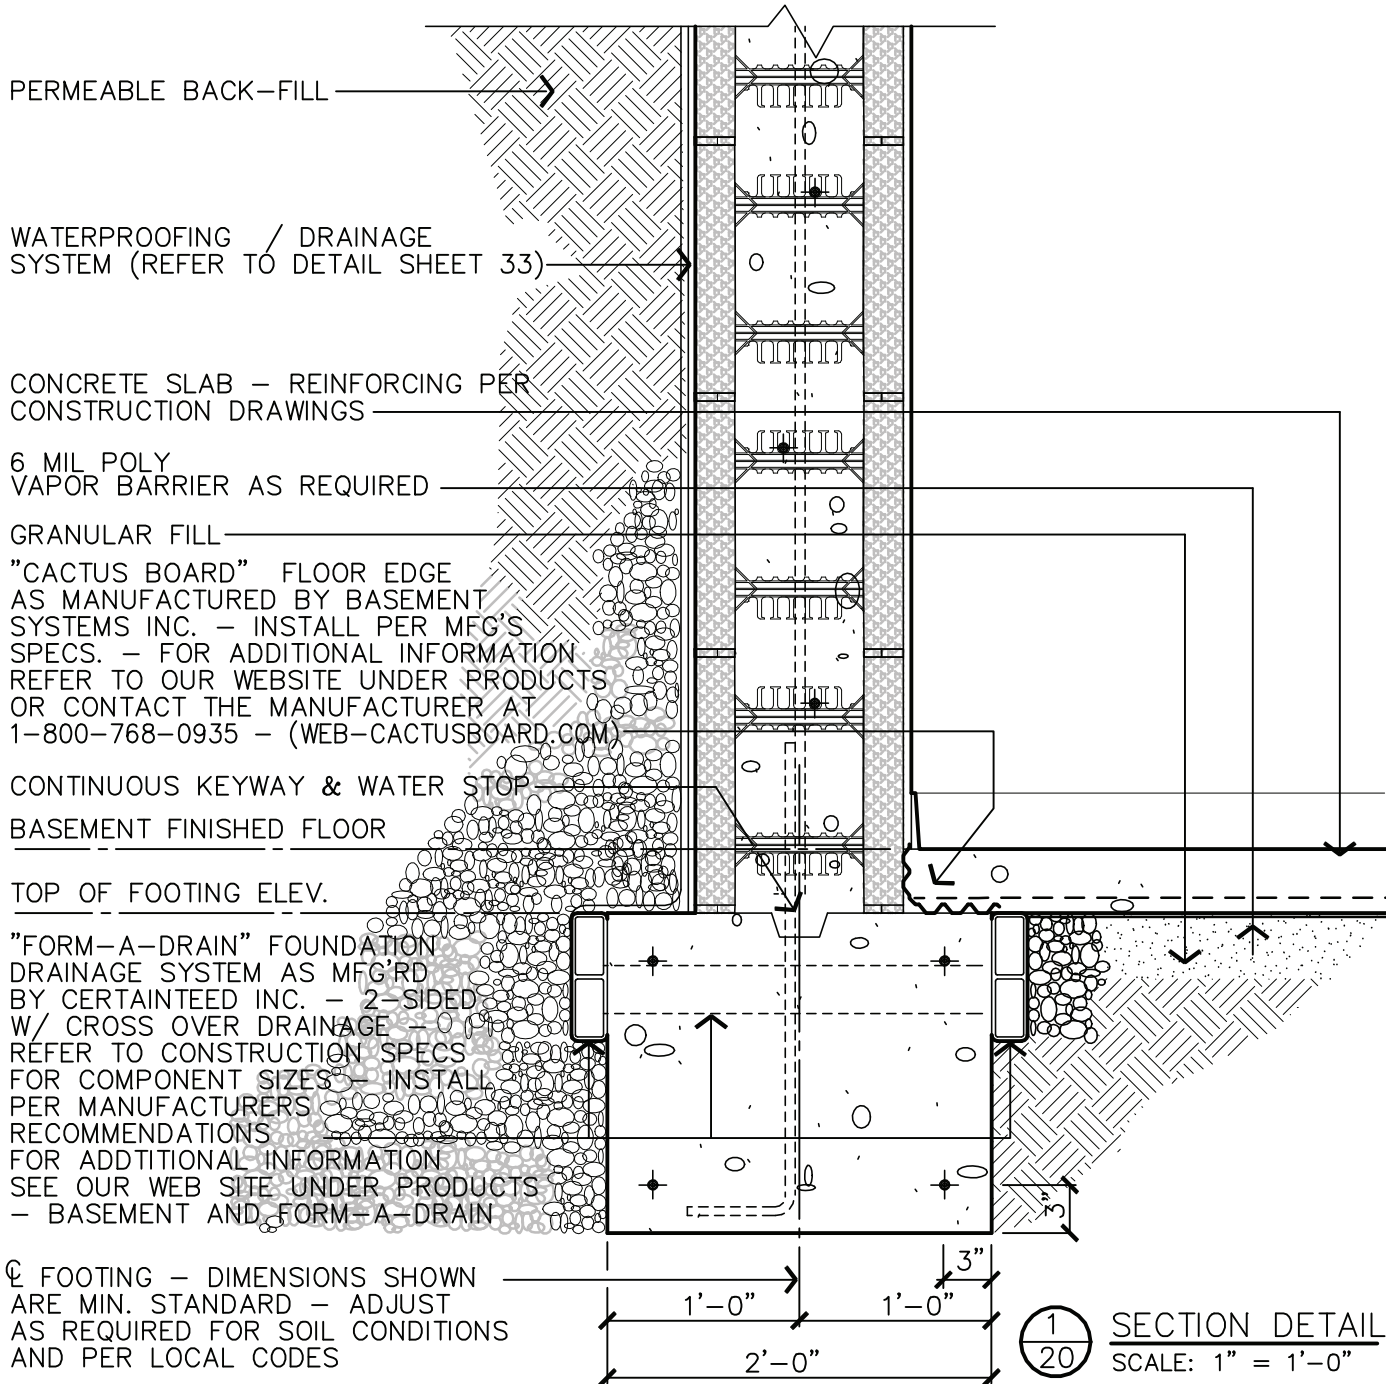 PERMEABLE BACK-FILL
WATERPROOFING / DRAINAGE
SYSTEM (REFER TO DETAIL SHEET 33)
CONCRETE SLAB - REINFORCING PER
CONSTRUCTION DRAWINGS
6 MIL POLY
VAPOR BARRIER AS REQUIRED
GRANULAR FILL
"CACTUS BOARD" FLOOR EDGE
AS MANUFACTURED BY BASEMENT
SYSTEMS INC. - INSTALL PER MFG'S
SPECS. - FOR ADDITIONAL INFORMATION
REFER TO OUR WEBSITE UNDER PRODUCTS
OR CONTACT THE MANUFACTURER AT
1-800-768-0935 - (WEB-CACTUSBOARD.COM)
CONTINUOUS KEYWAY & WATER STOP
BASEMENT FINISHED FLOOR
TOP OF FOOTING ELEV.
"FORM-A-DRAIN" FOUNDATION
DRAINAGE SYSTEM AS MFG'RD
BY CERTAINTEED INC. - 2-SIDED
W/ CROSS OVER DRAINAGE -
REFER TO CONSTRUCTION SPECS
FOR COMPONENT SIZES - INSTALL
PER MANUFACTURERS
RECOMMENDATIONS
FOR ADDTITIONAL INFORMATION
SEE OUR WEB SITE UNDER PRODUCTS
- BASEMENT AND FORM-A-DRAIN
3"
℄ FOOTING - DIMENSIONS SHOWN
ARE MIN. STANDARD - ADJUST
AS REQUIRED FOR SOIL CONDITIONS
AND PER LOCAL CODES
3"
1'-0" 1'-0"
2'-0"
1
20
SECTION DETAIL
SCALE: 1" = 1'-0"